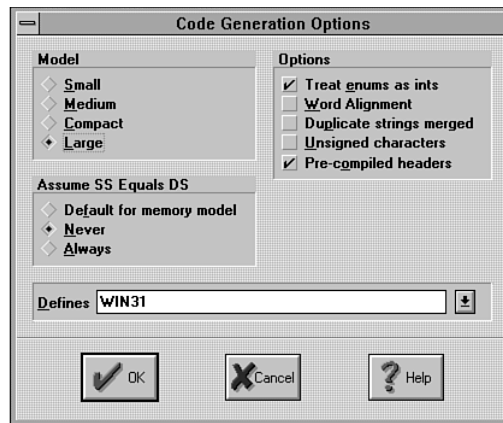 Code Generation Options
Model
Small
Medium
Compact
Large
Assume SS Equals DS
Default for memory model
Never
Always
Options
Treat enums as ints
Word Alignment
Duplicate strings merged
Unsigned characters
Pre-compiled headers
Defines WIN31
OK Cancel Help